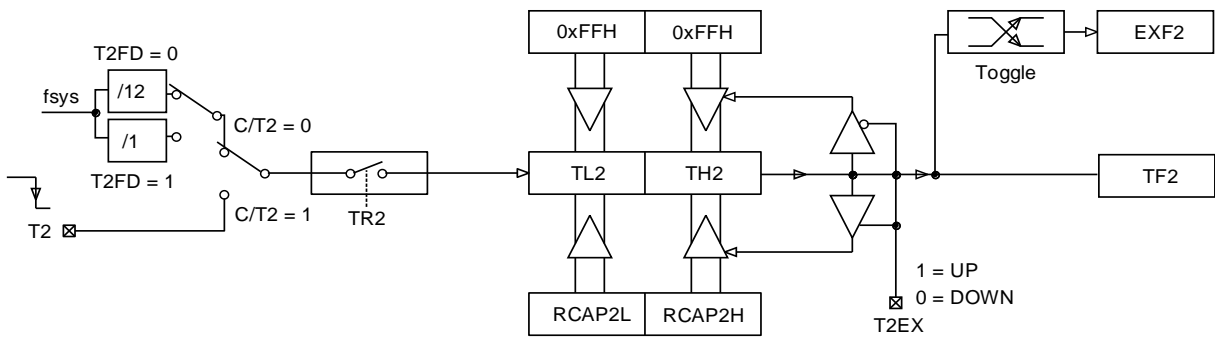 0xFFH
0xFFH
EXF2
Toggle
T2FD = 0
fsys
/12
/1
T2FD = 1
C/T2 = 0
C/T2 = 1
TR2
T2
TL2
TH2
TF2
1 = UP
0 = DOWN
T2EX
RCAP2L
RCAP2H